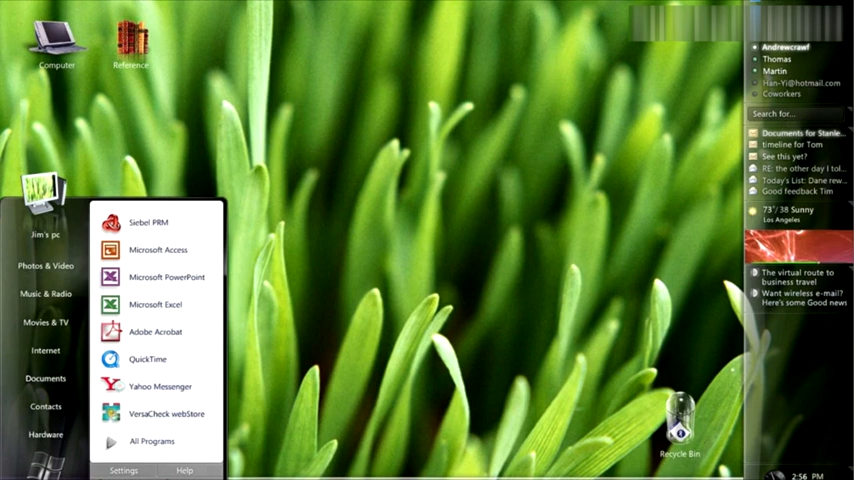 Computer
Reference
Jim's pc
Photos & Video
Music & Radio
Movies & TV
Internet
Documents
Contacts
Hardware
Siebel PRM
Microsoft Access
Microsoft PowerPoint
Microsoft Excel
Adobe Acrobat
QuickTime
Yahoo Messenger
VersaCheck webStore
All Programs
Settings
Help
Recycle Bin
Andrewcrawf
Thomas
Martin
Han-Yi@hotmail.com
Coworkers
Search for...
Documents for Stanle...
timeline for Tom
See this yet?
RE: the other day I tol...
Today's List: Dane rew...
Good feedback Tim
73°/ 38 Sunny
Los Angeles
The virtual route to
business travel
Want wireless e-mail?
Here's some Good news
2:56 PM